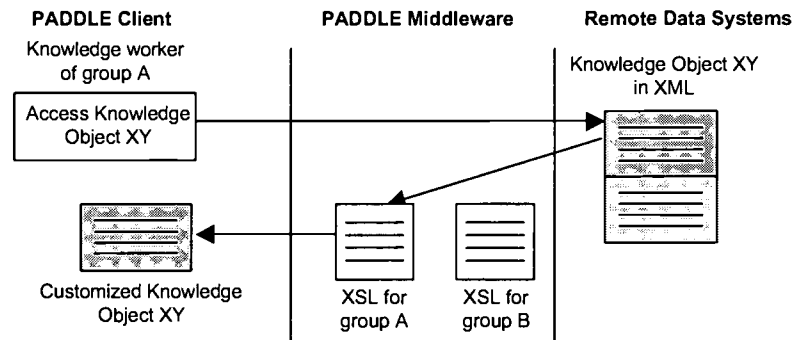 PADDLE Client
PADDLE Middleware
Remote Data Systems
Knowledge worker
of group A
Access Knowledge
Object XY
Knowledge Object XY
in XML
Customized Knowledge
Object XY
XSL for
group A
XSL for
group B